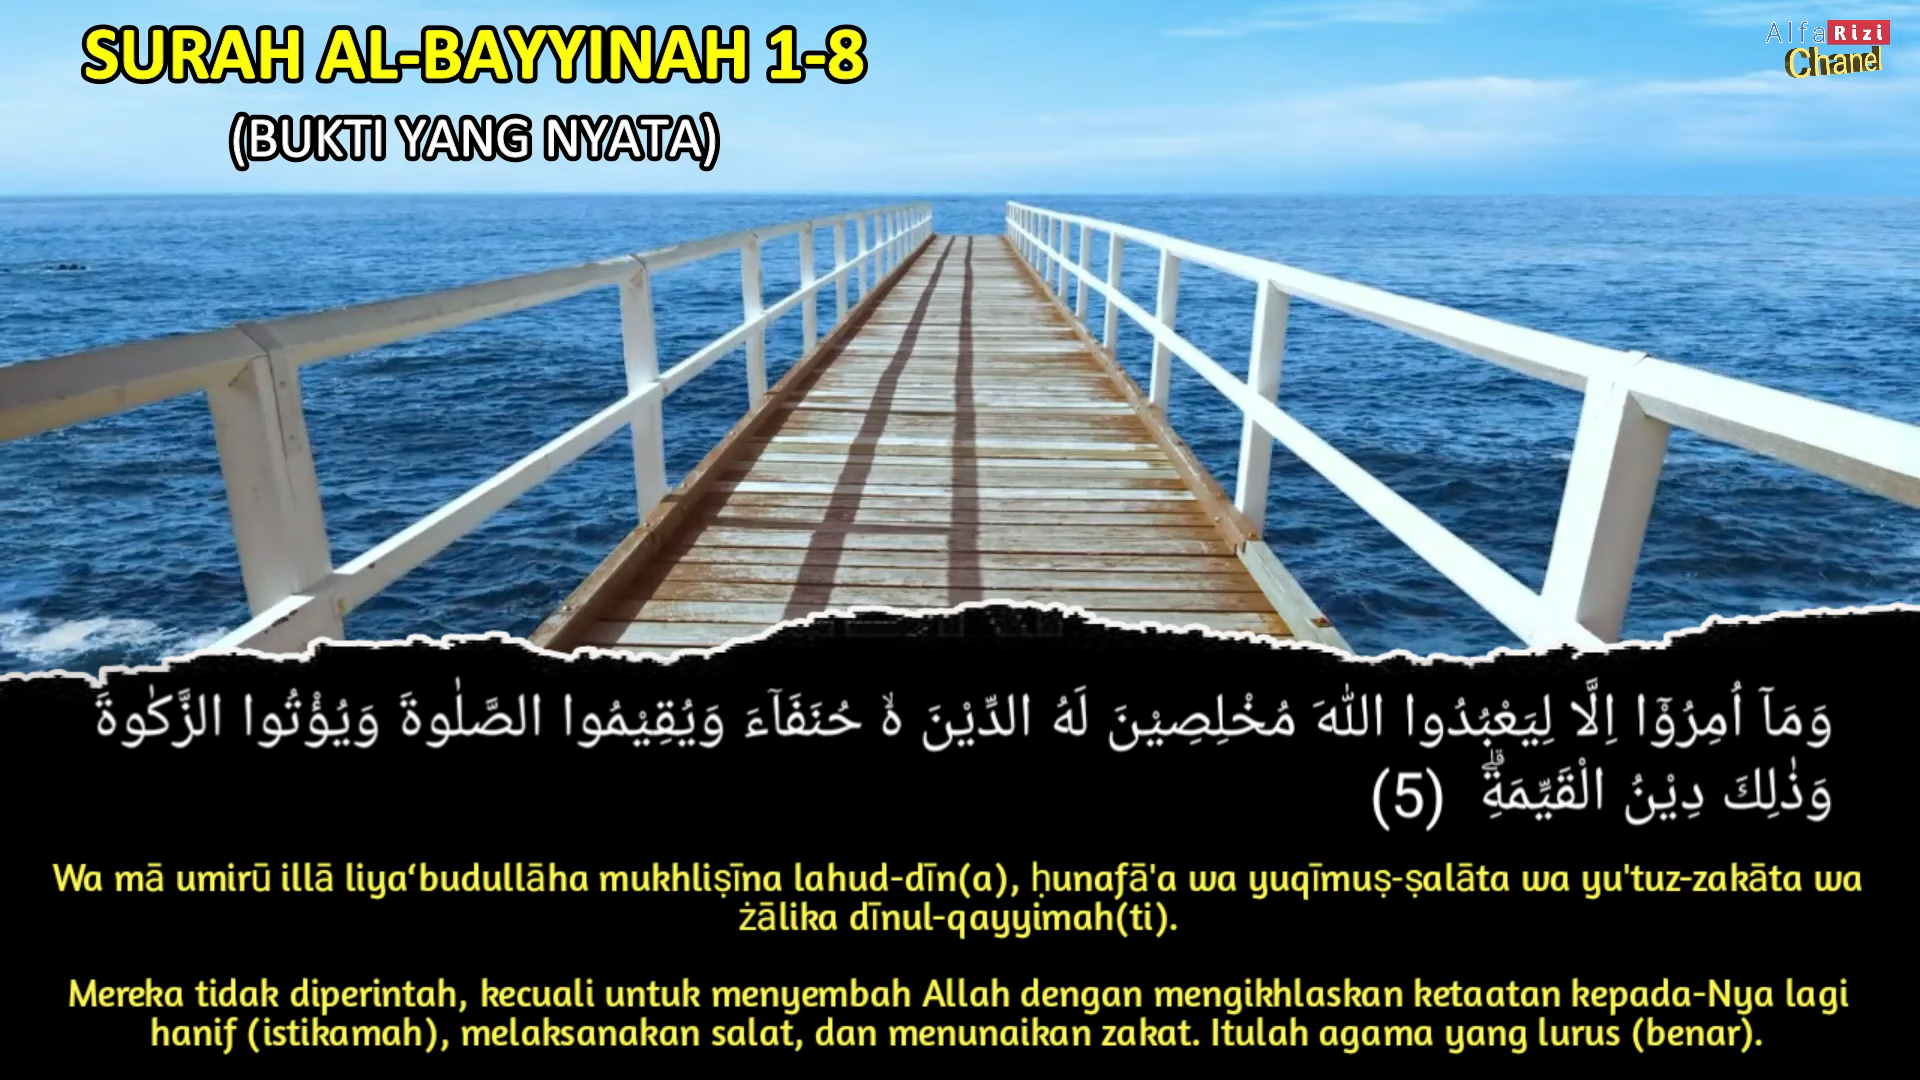 SURAH AL-BAYYINAH 1-8
(BUKTI YANG NYATA)
AlfaRizi
Chanel
وَمَآ اُمِرُوْٓا اِلَّا لِيَعْبُدُوا اللّٰهَ مُخْلِصِيْنَ لَهُ الدِّيْنَ ەۙ حُنَفَاۤءَ وَيُقِيْمُوا الصَّلٰوةَ وَيُؤْتُوا الزَّكٰوةَ
وَذٰلِكَ دِيْنُ الْقَيِّمَةِۗ (5)
Wa mā umirū illā liya‘budullāha mukhliṣīna lahud-dīn(a), ḥunafā'a wa yuqīmuṣ-ṣalāta wa yu'tuz-zakāta wa
żālika dīnul-qayyimah(ti).
Mereka tidak diperintah, kecuali untuk menyembah Allah dengan mengikhlaskan ketaatan kepada-Nya lagi
hanif (istikamah), melaksanakan salat, dan menunaikan zakat. Itulah agama yang lurus (benar).